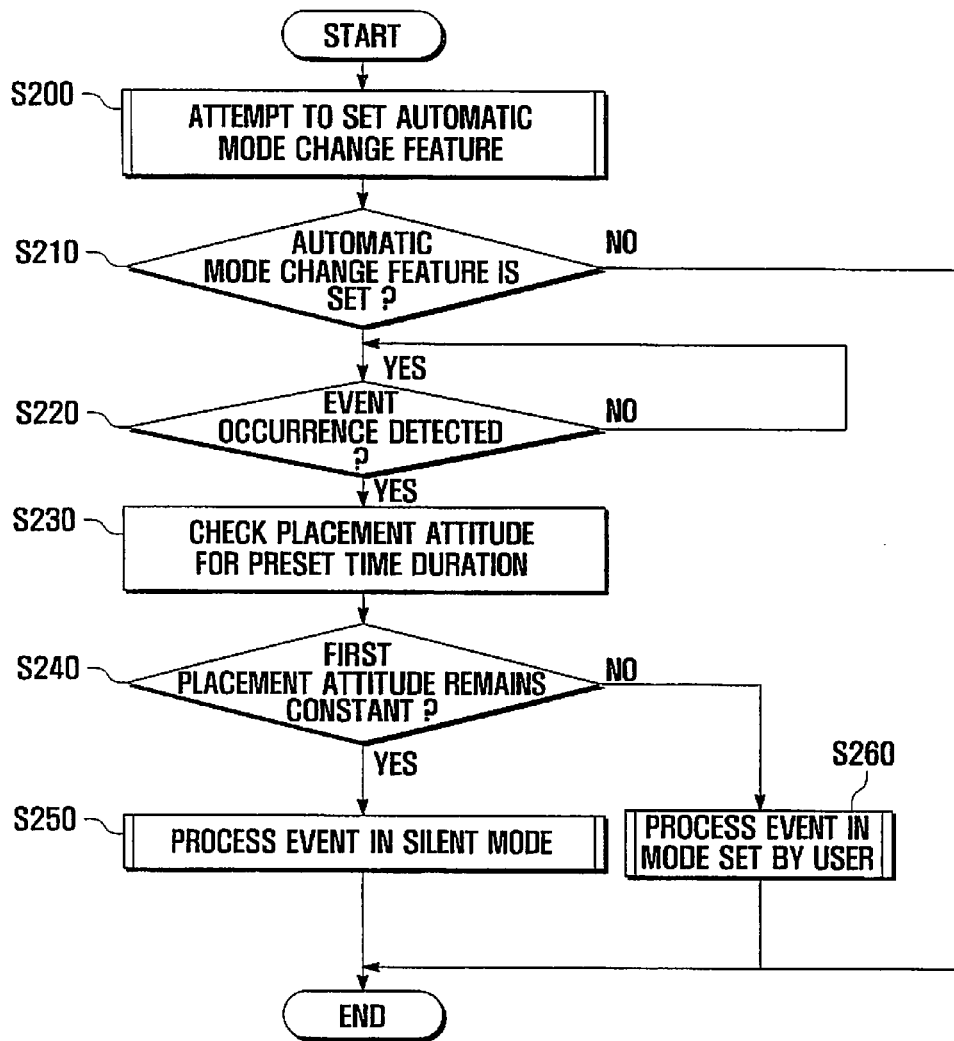 START
S200
ATTEMPT TO SET AUTOMATIC
MODE CHANGE FEATURE
S210
AUTOMATIC
MODE CHANGE FEATURE IS
SET ?
NO
YES
S220
EVENT
OCCURRENCE DETECTED
?
NO
YES
S230
CHECK PLACEMENT ATTITUDE
FOR PRESET TIME DURATION
S240
FIRST
PLACEMENT ATTITUDE REMAINS
CONSTANT ?
NO
YES
S250
PROCESS EVENT IN SILENT MODE
S260
PROCESS EVENT IN
MODE SET BY USER
END